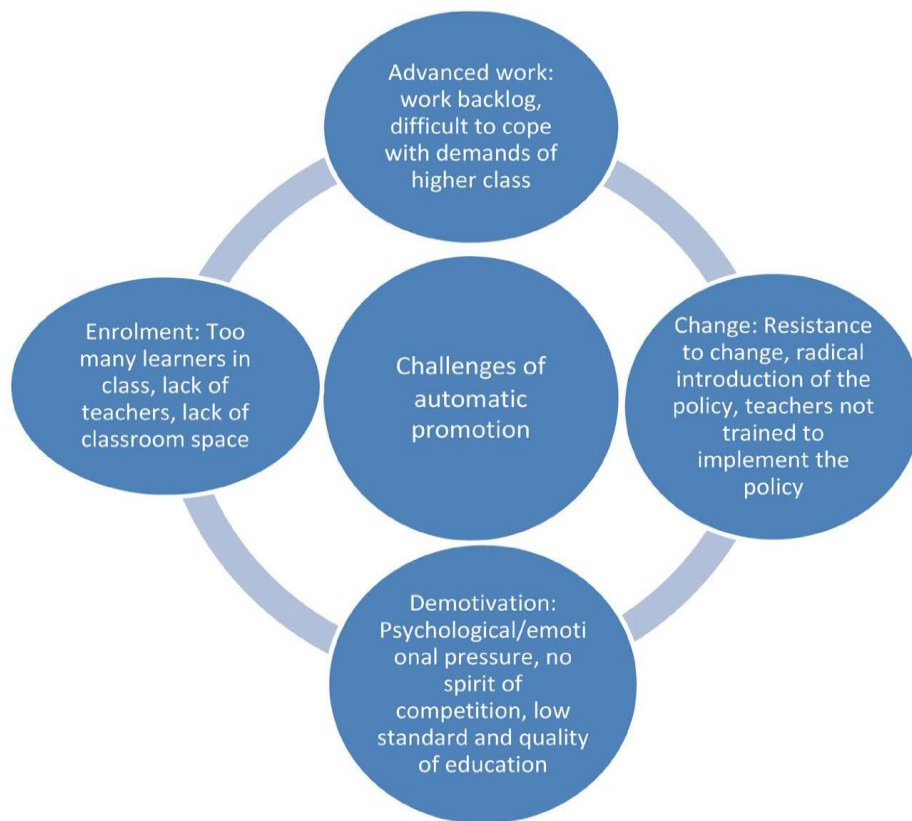 Advanced work:
work backlog,
difficult to cope
with demands of
higher class
Enrolment: Too
many learners in
class, lack of
teachers, lack of
classroom space
Challenges of
automatic
promotion
Change: Resistance
to change, radical
introduction of the
policy, teachers not
trained to
implement the
policy
Demotivation:
Psychological/emoti
onal pressure, no
spirit of
competition, low
standard and quality
of education